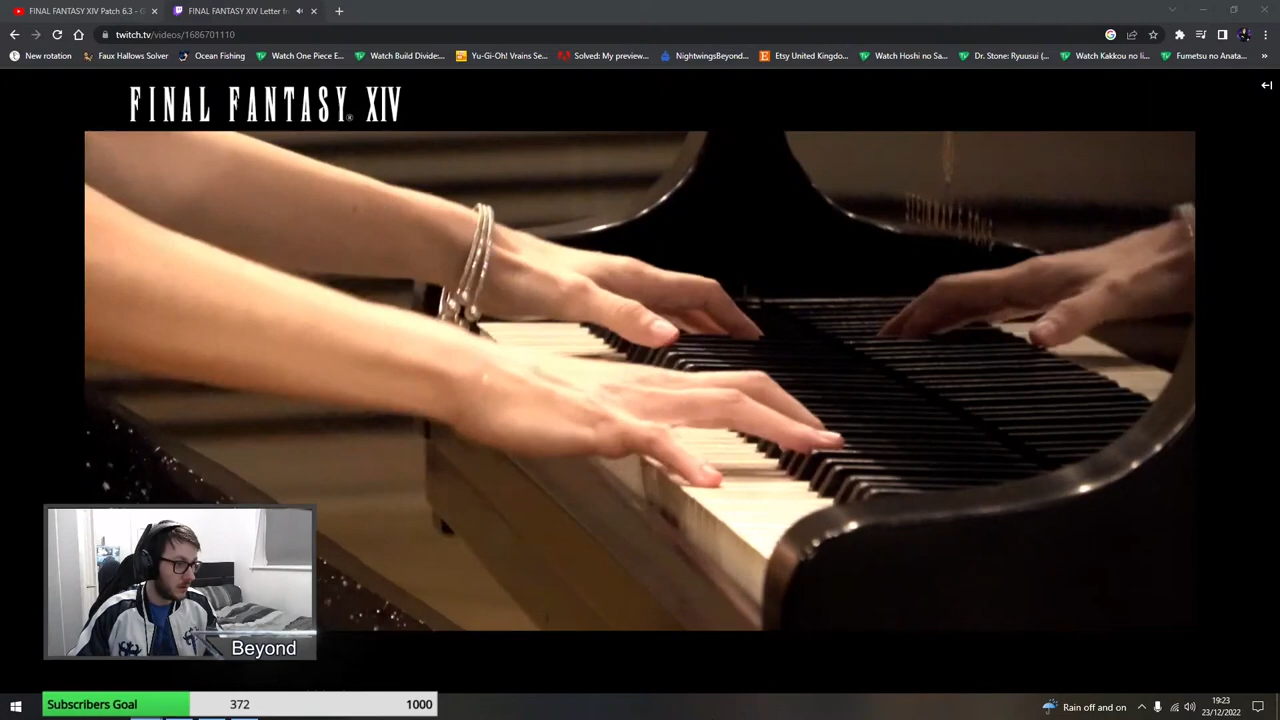 FINAL FANTASY XIV Patch 6.3 - G
FINAL FANTASY XIV Letter fr
twitch.tv/videos/1686701110
New rotation
Faux Hallows Solver
Ocean Fishing
Watch One Piece E...
Watch Build Divide:...
Yu-Gi-Oh! Vrains Se...
Solved: My preview...
NightwingsBeyond...
Etsy United Kingdo...
Watch Hoshi no Sa...
Dr. Stone: Ryuusui (...
Watch Kakkou no Ii...
Fumetsu no Anata...
FINAL FANTASY® XIV
STEINWAY & SONS
Beyond
Subscribers Goal 372 1000
Rain off and on
19:23
23/12/2022